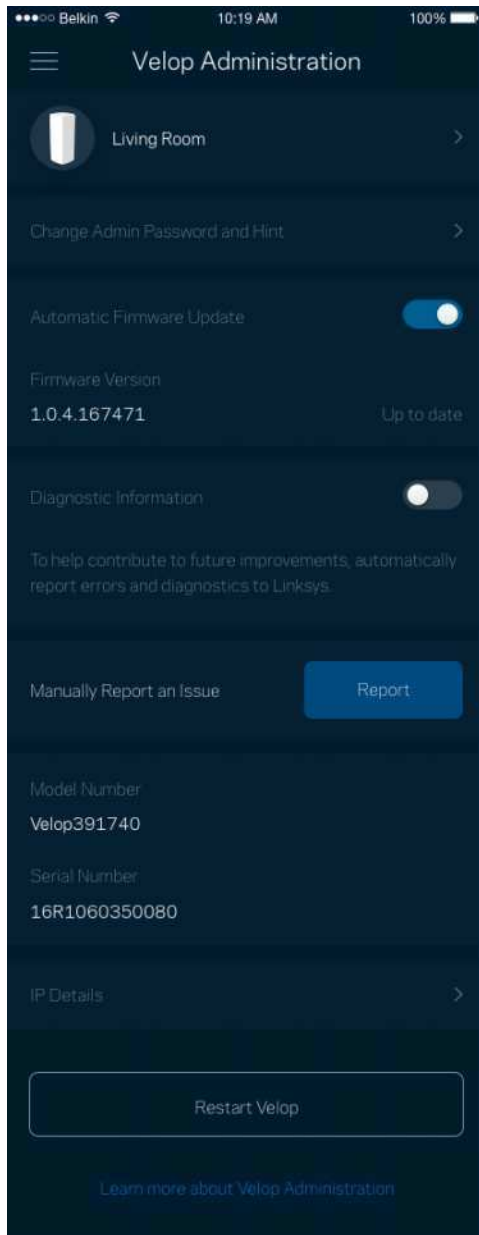 Belkin 10:19 AM 100%
Velop Administration
Living Room
Change Admin Password and Hint
Automatic Firmware Update
Firmware Version
1.0.4.167471 Up to date
Diagnostic Information
To help contribute to future improvements, automatically
report errors and diagnostics to Linksys.
Manually Report an Issue Report
Model Number
Velop391740
Serial Number
16R1060350080
IP Details
Restart Velop
Learn more about Velop Administration